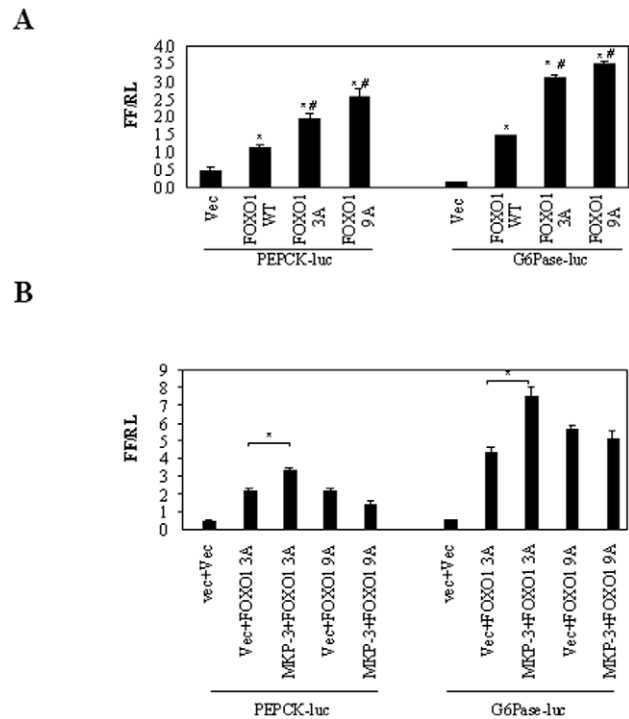 A
FF/RL
4.0
3.5
3.0
2.5
2.0
1.5
1.0
0.5
0.0
*
*#
*#
*
*#
*#
Vec
FOXO1 WT
FOXO1 3A
FOXO1 9A
Vec
FOXO1 WT
FOXO1 3A
FOXO1 9A
PEPCK-luc
G6Pase-luc
B
FF/RL
9
8
7
6
5
4
3
2
1
0
*
*
vec+Vec
Vec+FOXO1 3A
MKP-3+FOXO1 3A
Vec+FOXO1 9A
MKP-3+FOXO1 9A
Vec+Vec
Vec+FOXO1 3A
MKP-3+FOXO1 3A
Vec+FOXO1 9A
MKP-3+FOXO1 9A
PEPCK-luc
G6Pase-luc